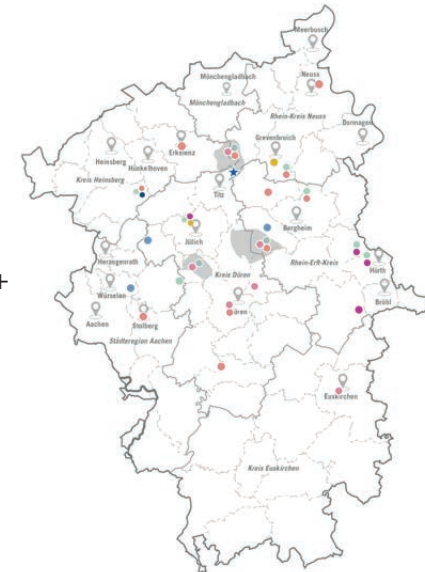 Meerbusch
Mönchengladbach
Neuss
Mönchengladbach
Rhein-Kreis Neuss
Dormagen
Grevenbroich
Erkelenz
Heinsberg
Hückelhoven
Kreis Heinsberg
Titz
Jülich
Bergheim
Herzogenrath
Kreis Düren
Rhein-Erft-Kreis
Hürth
+
Würselen
Brühl
Aachen
Stolberg
Düren
Städteregion Aachen
Euskirchen
Kreis Euskirchen